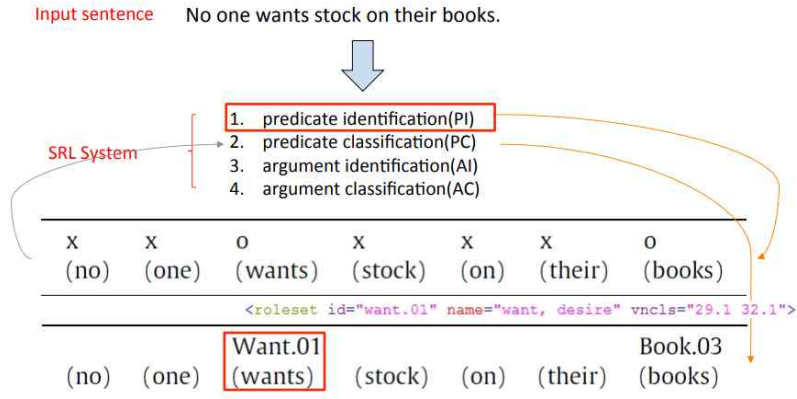 Input sentence No one wants stock on their books.
1. predicate identification(PI)
2. predicate classification(PC)
SRL System
3. argument identification(AI)
4. argument classification(AC)
x x o x x x o
(no) (one) (wants) (stock) (on) (their) (books)
<roleset id="want.01" name="want, desire" vncls="29.1 32.1">
Want.01 Book.03
(no) (one) (wants) (stock) (on) (their) (books)